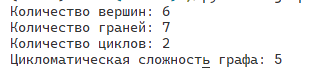 Количество вершин: 6
Количество граней: 7
Количество циклов: 2
Цикломатическая сложность графа: 5